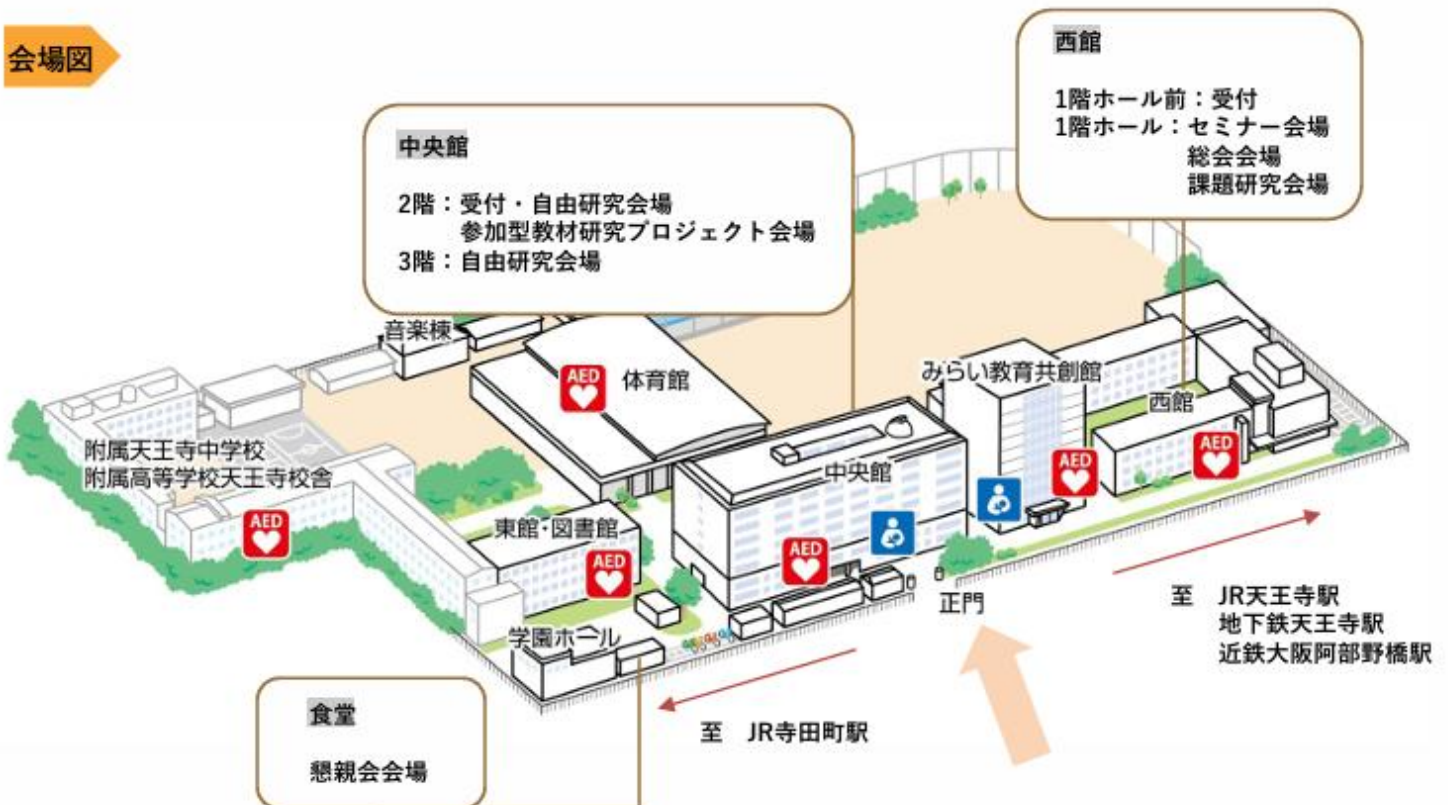 会場図
西館
1階ホール前：受付
1階ホール：セミナー会場
総会会場
課題研究会場
中央館
2階：受付・自由研究会場
参加型教材研究プロジェクト会場
3階：自由研究会場
音楽棟
AED
体育館
みらい教育共創館
西館
附属天王寺中学校
附属高等学校天王寺校舎
中央館
AED
AED
AED
東館・図書館
AED
AED
正門
至 JR天王寺駅
地下鉄天王寺駅
近鉄大阪阿部野橋駅
学園ホール
至 JR寺田町駅
食堂
懇親会会場